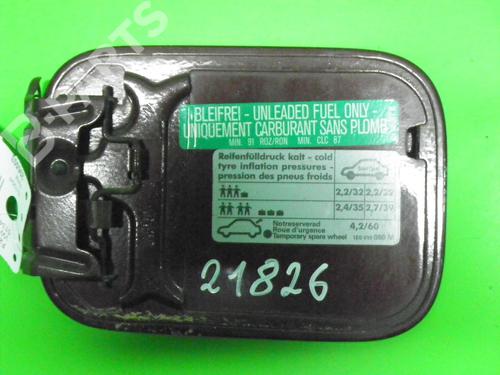 B-PARTS
BLEIFREI - UNLEADED FUEL ONLY -
UNIQUEMENT CARBURANT SANS PLOMB
MIN. 91 ROZ/RON MIN. CLC 87
Reifenfülldruck kalt - cold
tyre inflation pressures -
pression des pneus froids
2,2/32 2,2/32
2,4/35 2,7/39
Notreserverad
Roue d'urgence
Temporary spare wheel
4,2/60
21826